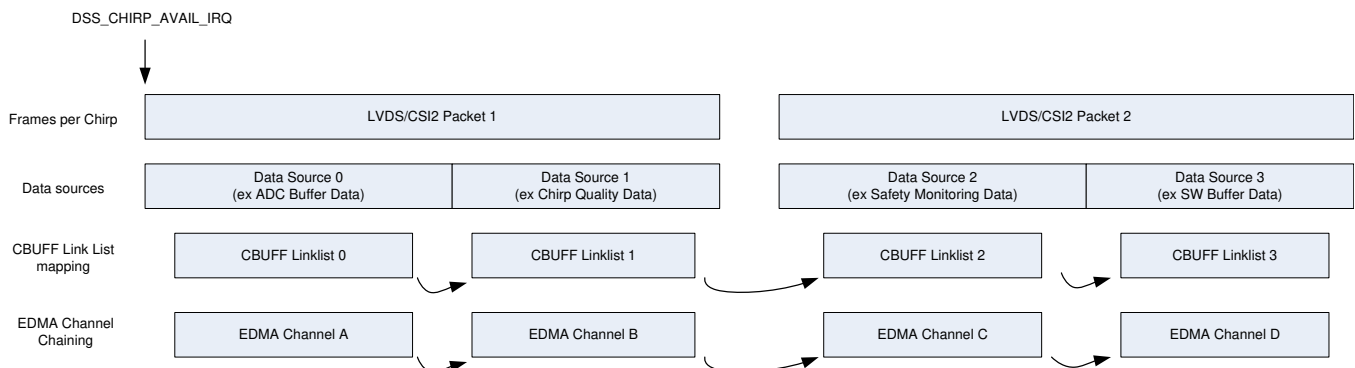 DSS_CHIRP_AVAIL_IRQ
Frames per Chirp
LVDS/CSI2 Packet 1
LVDS/CSI2 Packet 2
Data sources
Data Source 0
(ex ADC Buffer Data)
Data Source 1
(ex Chirp Quality Data)
Data Source 2
(ex Safety Monitoring Data)
Data Source 3
(ex SW Buffer Data)
CBUFF Link List
mapping
CBUFF Linklist 0
CBUFF Linklist 1
CBUFF Linklist 2
CBUFF Linklist 3
EDMA Channel
Chaining
EDMA Channel A
EDMA Channel B
EDMA Channel C
EDMA Channel D